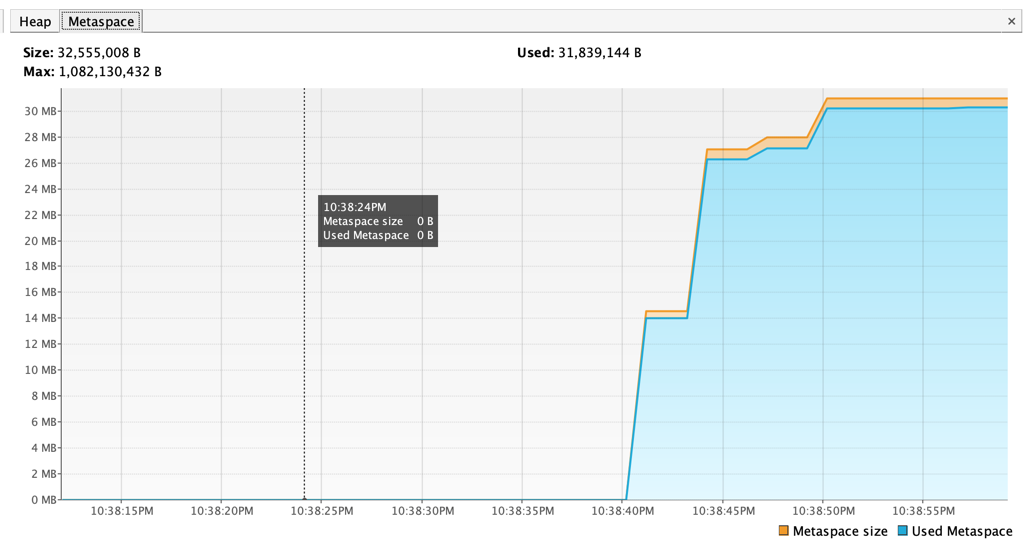 Heap Metaspace ×
Size: 32,555,008 B Used: 31,839,144 B
Max: 1,082,130,432 B
30 MB
28 MB
26 MB
24 MB
22 MB
20 MB
18 MB
16 MB
14 MB
12 MB
10 MB
8 MB
6 MB
4 MB
2 MB
0 MB
10:38:24PM
Metaspace size 0 B
Used Metaspace 0 B
10:38:15PM 10:38:20PM 10:38:25PM 10:38:30PM 10:38:35PM 10:38:40PM 10:38:45PM 10:38:50PM 10:38:55PM
Metaspace size Used Metaspace